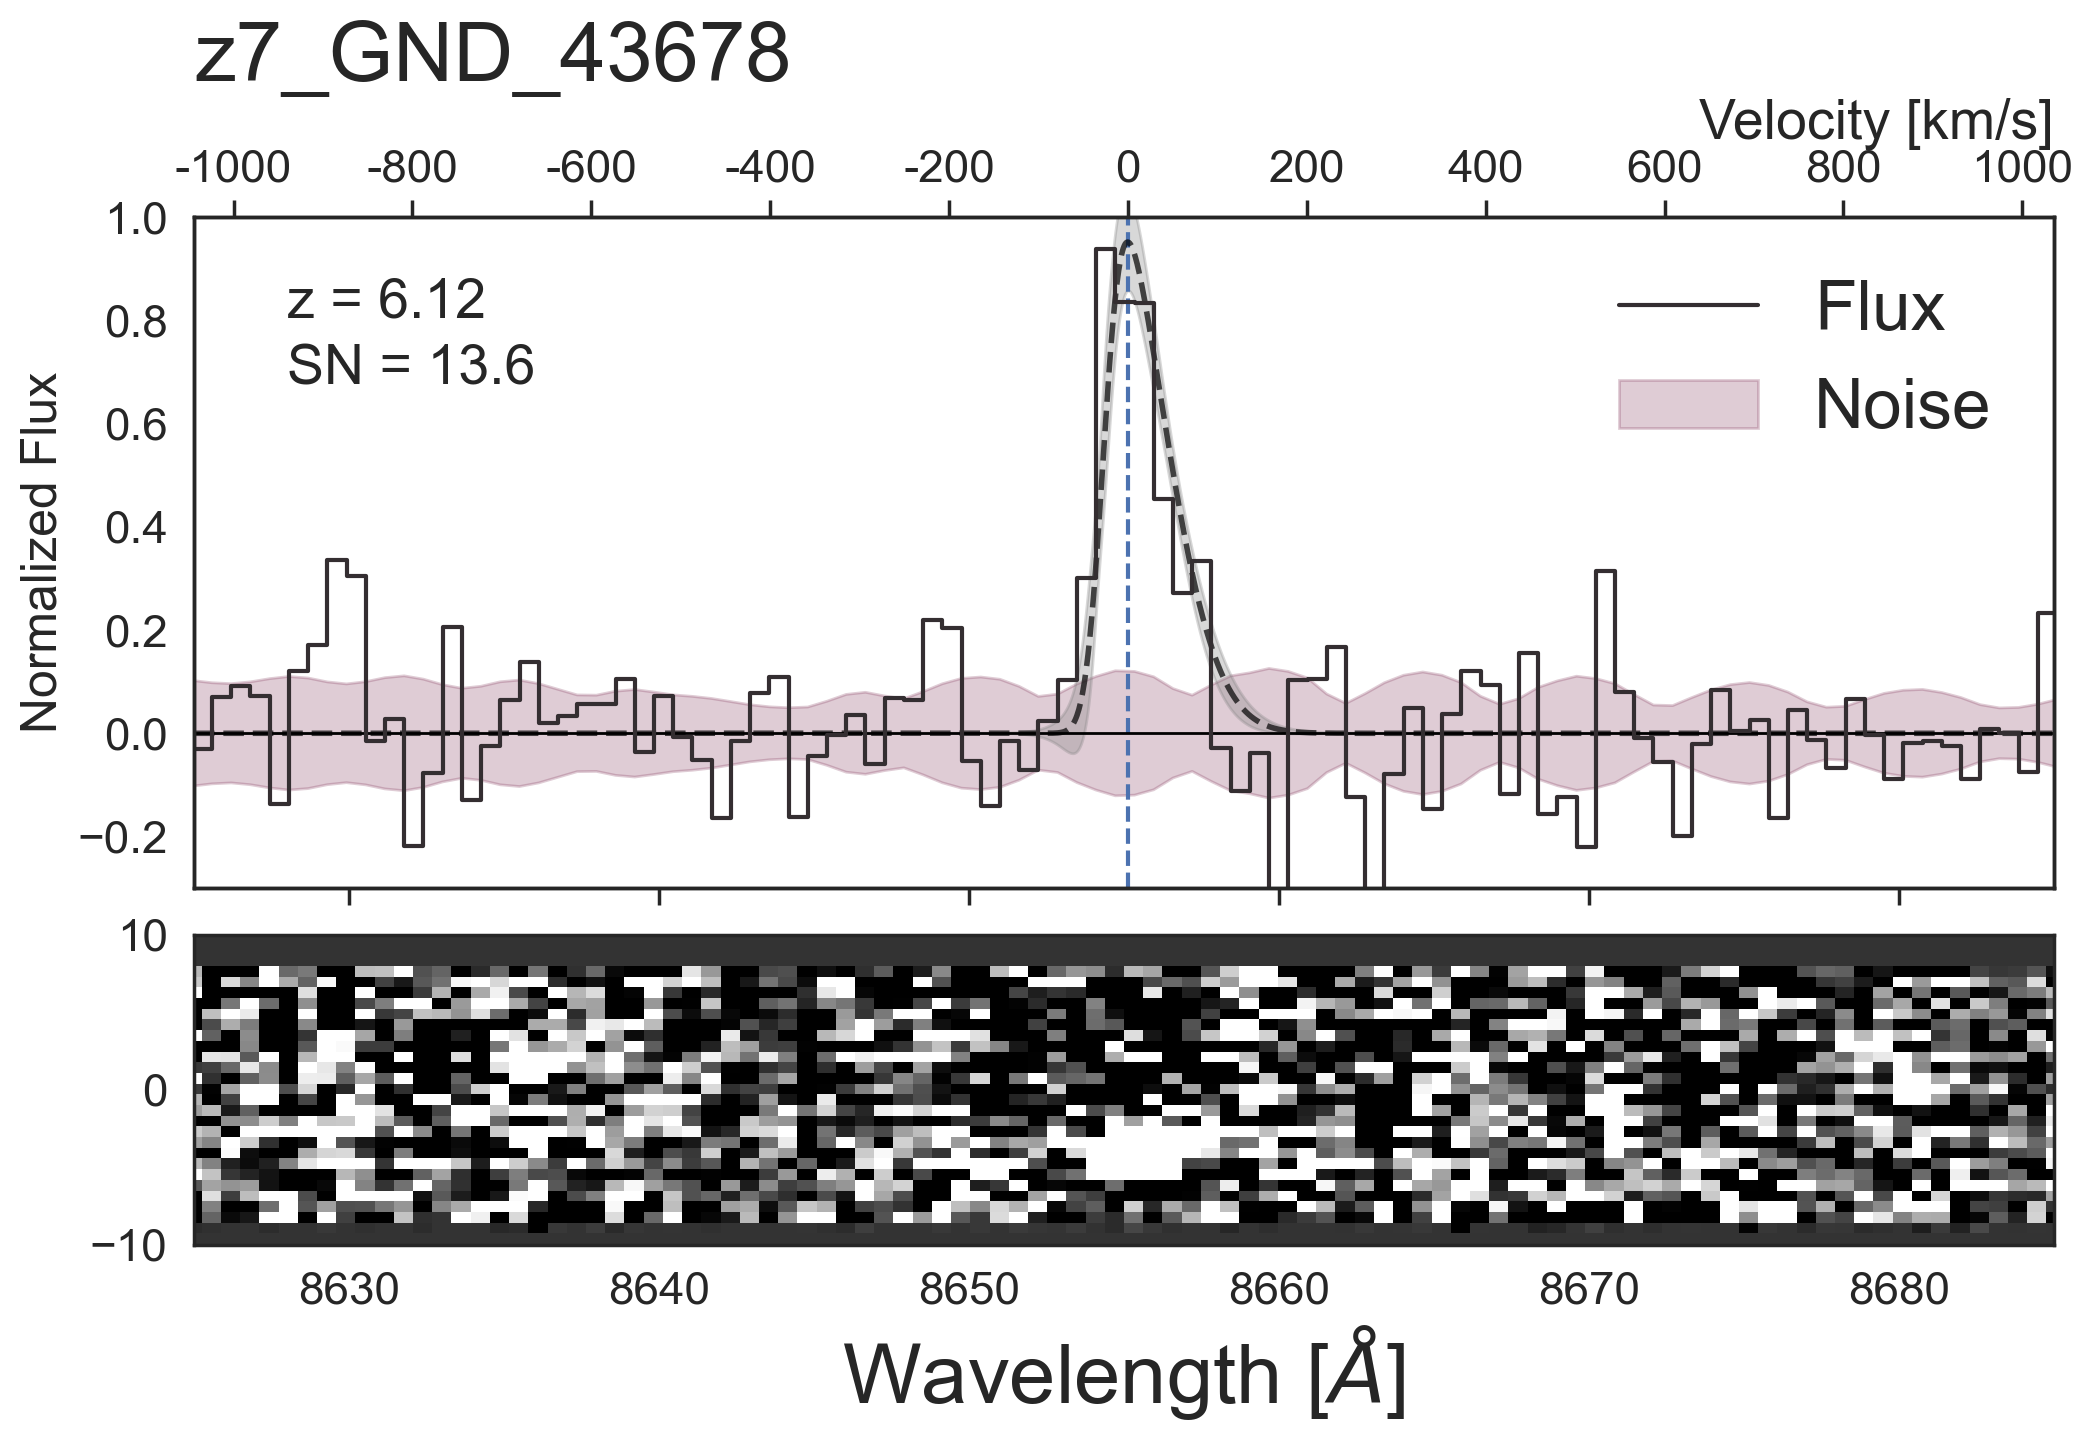 z7_GND_43678
Velocity [km/s]
-1000 -800 -600 -400 -200 0 200 400 600 800 1000
1.0
0.8
0.6
0.4
0.2
0.0
−0.2
Normalized Flux
z = 6.12
SN = 13.6
Flux
Noise
10
0
−10
8630 8640 8650 8660 8670 8680
Wavelength [Å]